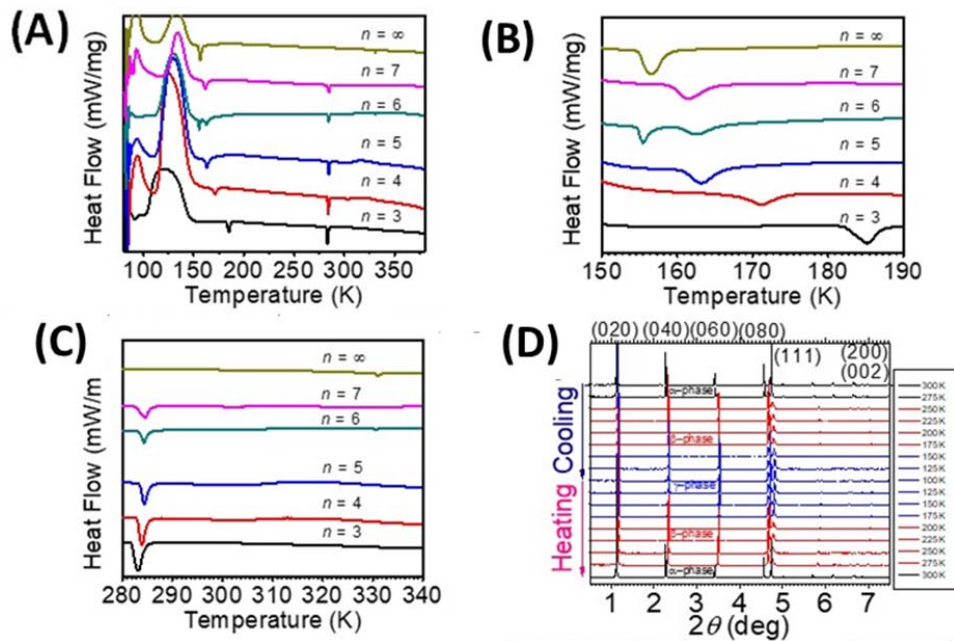 (A)
Heat Flow (mW/mg)
n = ∞
n = 7
n = 6
n = 5
n = 4
n = 3
100 150 200 250 300 350
Temperature (K)
(B)
Heat Flow (mW/mg)
n = ∞
n = 7
n = 6
n = 5
n = 4
n = 3
150 160 170 180 190
Temperature (K)
(C)
Heat Flow (mW/m
n = ∞
n = 7
n = 6
n = 5
n = 4
n = 3
280 290 300 310 320 330 340
Temperature (K)
(D)
(020) (040) (060) (080)
(111)
(200)
(002)
Cooling
Heating
α-phase
β-phase
γ-phase
β-phase
α-phase
300K
275K
250K
225K
200K
175K
150K
125K
100K
125K
150K
175K
200K
225K
250K
275K
300K
1 2 3 4 5 6 7
2θ (deg)